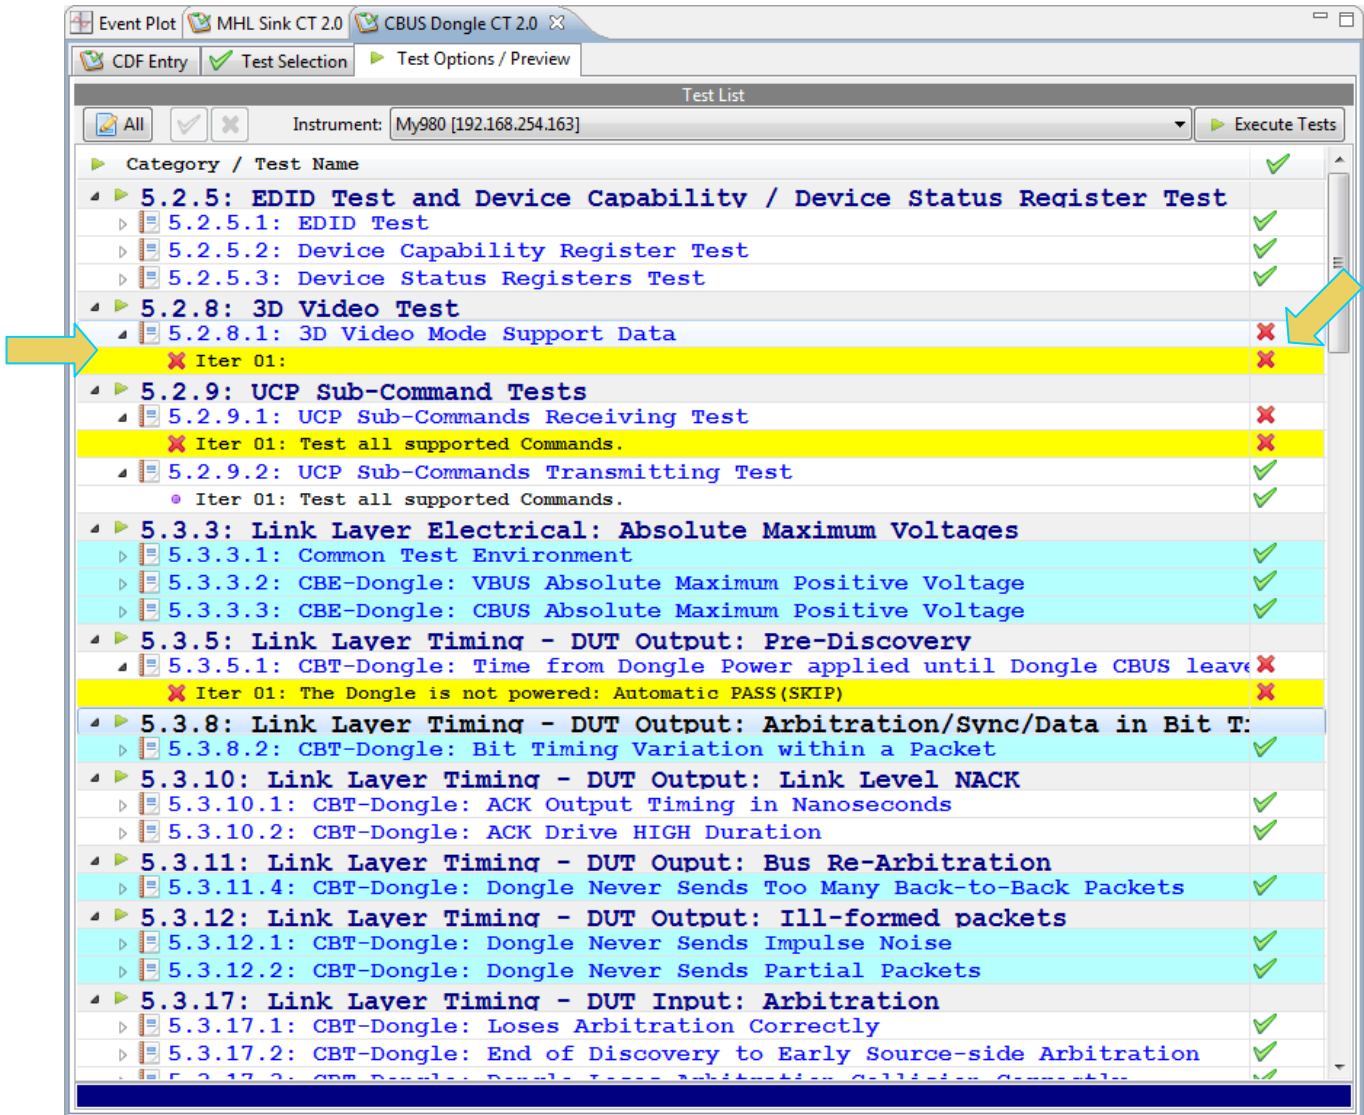 Event Plot MHL Sink CT 2.0 CBUS Dongle CT 2.0
CDF Entry Test Selection Test Options / Preview
Test List
All Instrument: My980 [192.168.254.163] Execute Tests
Category / Test Name
5.2.5: EDID Test and Device Capability / Device Status Register Test
5.2.5.1: EDID Test
5.2.5.2: Device Capability Register Test
5.2.5.3: Device Status Registers Test
5.2.8: 3D Video Test
5.2.8.1: 3D Video Mode Support Data
Iter 01:
5.2.9: UCP Sub-Command Tests
5.2.9.1: UCP Sub-Commands Receiving Test
Iter 01: Test all supported Commands.
5.2.9.2: UCP Sub-Commands Transmitting Test
Iter 01: Test all supported Commands.
5.3.3: Link Layer Electrical: Absolute Maximum Voltages
5.3.3.1: Common Test Environment
5.3.3.2: CBE-Dongle: VBUS Absolute Maximum Positive Voltage
5.3.3.3: CBE-Dongle: CBUS Absolute Maximum Positive Voltage
5.3.5: Link Layer Timing - DUT Output: Pre-Discovery
5.3.5.1: CBT-Dongle: Time from Dongle Power applied until Dongle CBUS leave
Iter 01: The Dongle is not powered: Automatic PASS(SKIP)
5.3.8: Link Layer Timing - DUT Output: Arbitration/Sync/Data in Bit
5.3.8.2: CBT-Dongle: Bit Timing Variation within a Packet
5.3.10: Link Layer Timing - DUT Output: Link Level NACK
5.3.10.1: CBT-Dongle: ACK Output Timing in Nanoseconds
5.3.10.2: CBT-Dongle: ACK Drive HIGH Duration
5.3.11: Link Layer Timing - DUT Ouput: Bus Re-Arbitration
5.3.11.4: CBT-Dongle: Dongle Never Sends Too Many Back-to-Back Packets
5.3.12: Link Layer Timing - DUT Output: Ill-formed packets
5.3.12.1: CBT-Dongle: Dongle Never Sends Impulse Noise
5.3.12.2: CBT-Dongle: Dongle Never Sends Partial Packets
5.3.17: Link Layer Timing - DUT Input: Arbitration
5.3.17.1: CBT-Dongle: Loses Arbitration Correctly
5.3.17.2: CBT-Dongle: End of Discovery to Early Source-side Arbitration